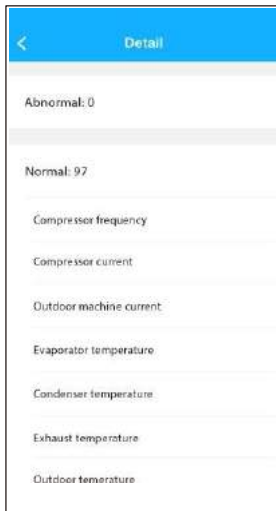 Detail
Abnormal: 0
Normal: 97
Compressor frequency
Compressor current
Outdoor machine current
Evaporator temperature
Condenser temperature
Exhaust temperature
Outdoor temerature